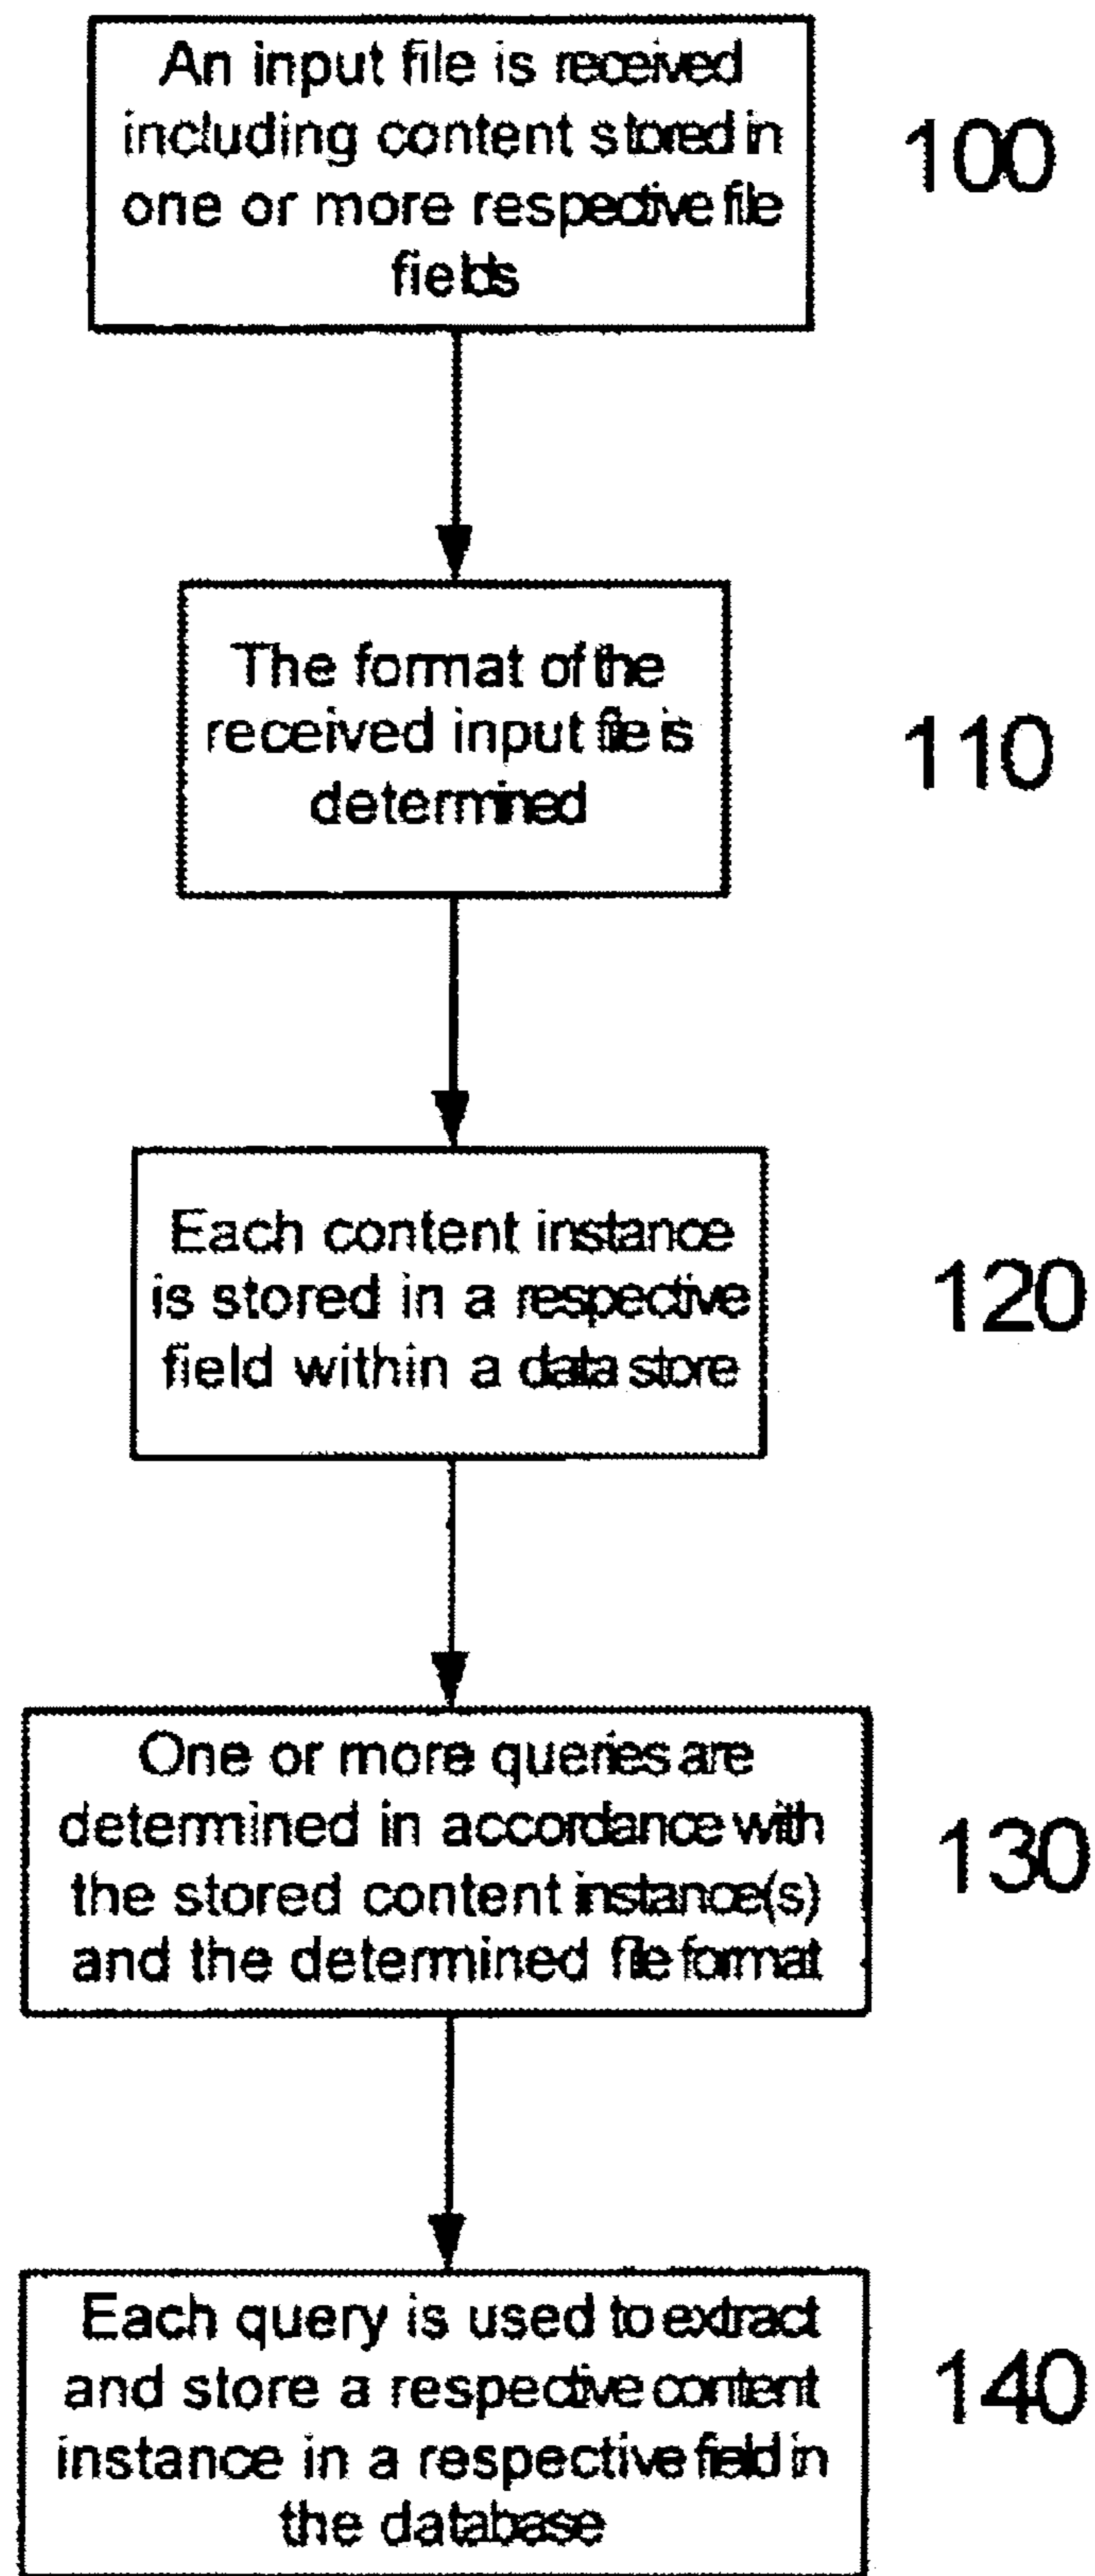 An input file is received
including content stored in
one or more respective file
fields
100
The format of the
received input file is
determined
110
Each content instance
is stored in a respective
field within a data store
120
One or more queries are
determined in accordance with
the stored content instance(s)
and the determined file format
130
Each query is used to extract
and store a respective content
instance in a respective field in
the database
140